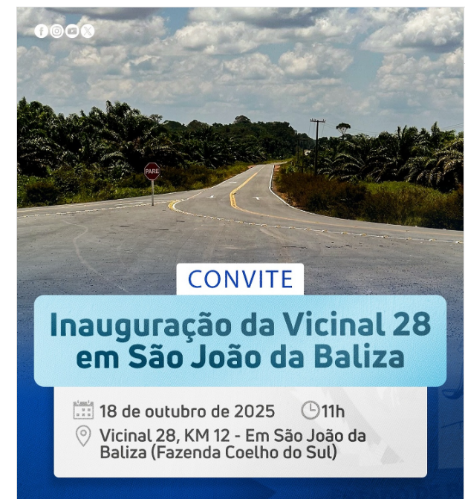 PARE
CONVITE
Inauguração da Vicinal 28
em São João da Baliza
18 de outubro de 2025
11h
Vicinal 28, KM 12 - Em São João da
Baliza (Fazenda Coelho do Sul)